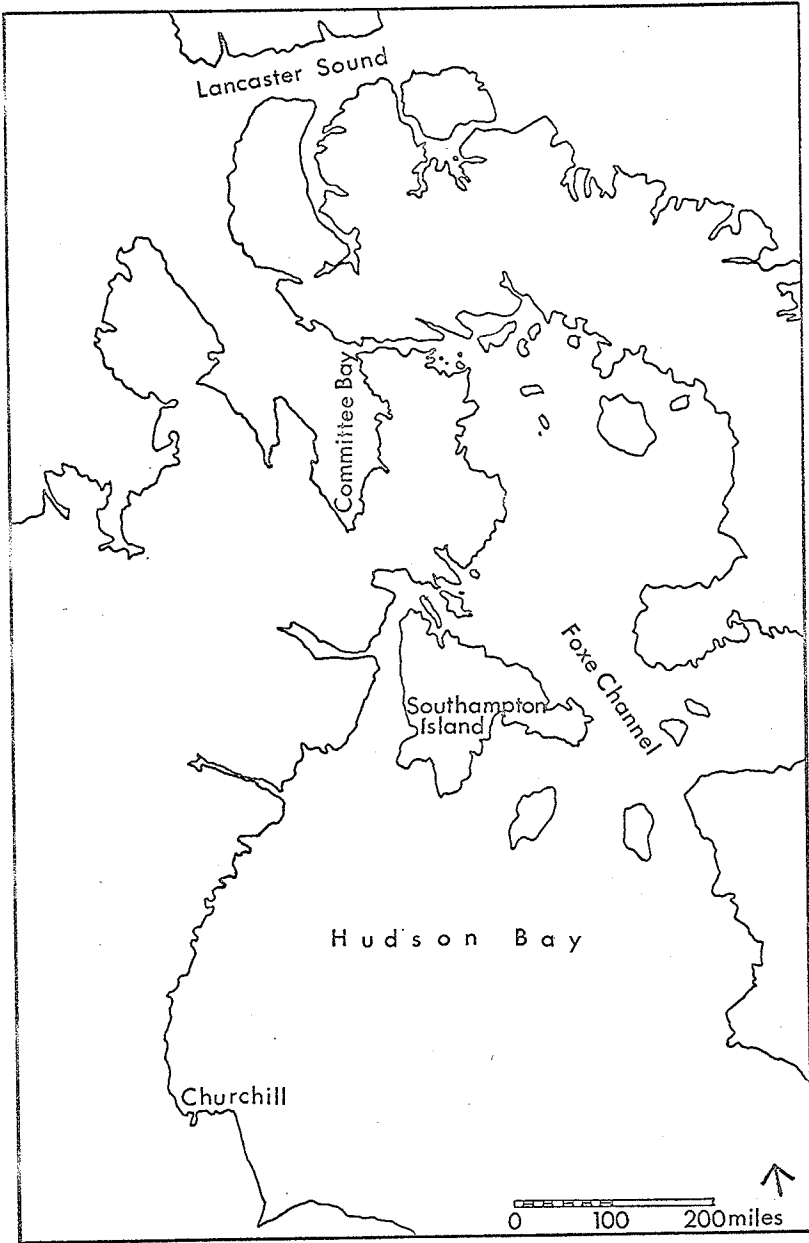 Lancaster Sound
Committee Bay
Foxe Channel
Southampton
Island
Hudson Bay
Churchill
0 100 200miles